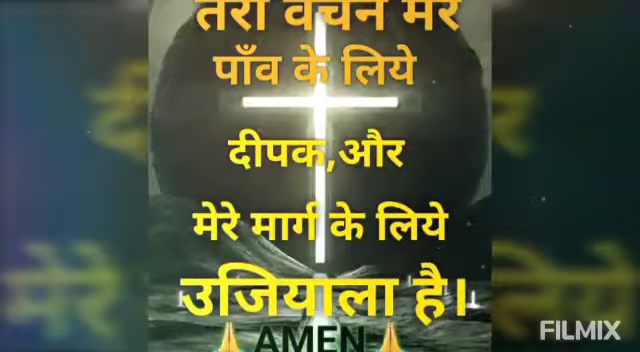 तेरा वचन मेरे
पाँव के लिये
दीपक,और
मेरे मार्ग के लिये
उजियाला है।
🙏AMEN🙏
FILMIX